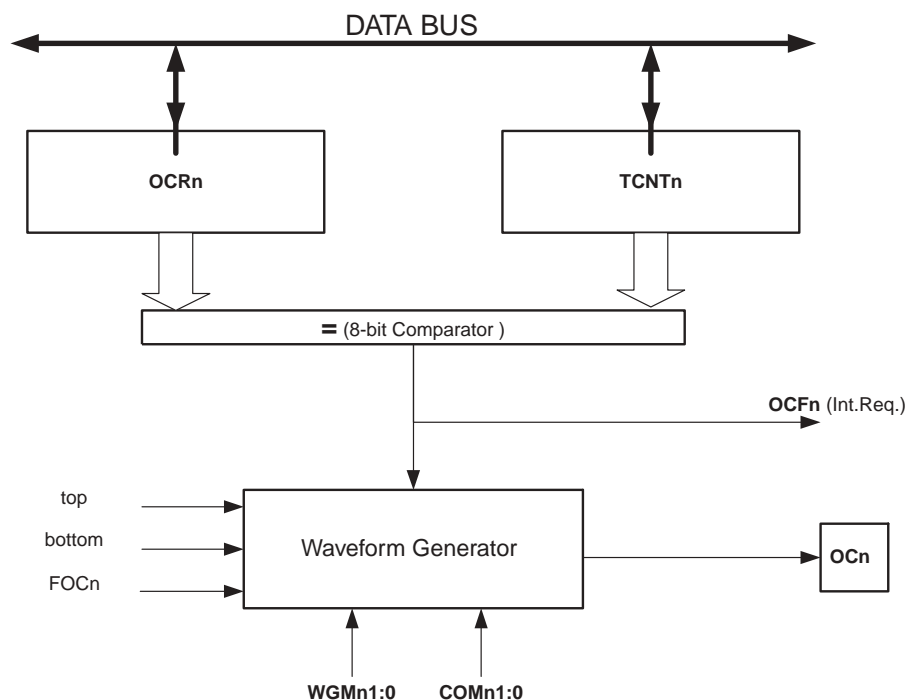 DATA BUS
OCRn
TCNTn
= (8-bit Comparator )
OCFn (Int.Req.)
top
bottom
FOCn
Waveform Generator
OCn
WGMn1:0
COMn1:0